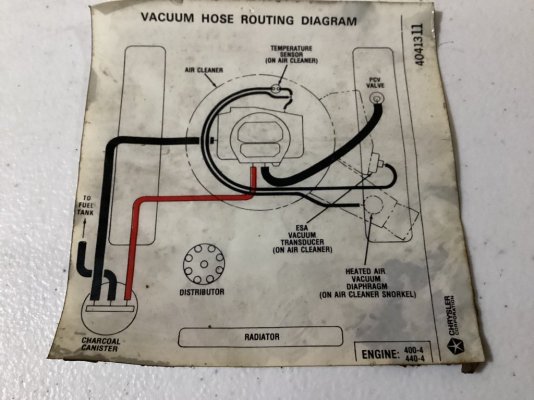 VACUUM HOSE ROUTING DIAGRAM
4041311
TEMPERATURE
SENSOR
(ON AIR CLEANER)
AIR CLEANER
PCV
VALVE
TO
FUEL
TANK
ESA
VACUUM
TRANSDUCER
(ON AIR CLEANER)
DISTRIBUTOR
HEATED AIR
VACUUM
DIAPHRAGM
(ON AIR CLEANER SNORKEL)
CHARCOAL
CANISTER
RADIATOR
CHRYSLER
CORPORATION
ENGINE: 400-4
440-4